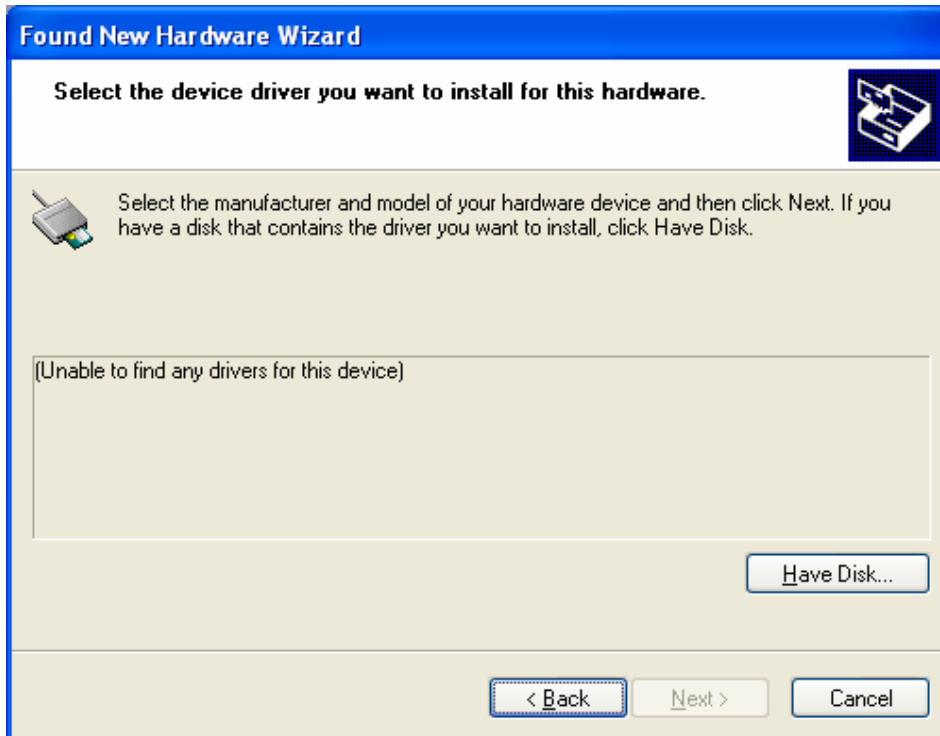 Found New Hardware Wizard
Select the device driver you want to install for this hardware.
Select the manufacturer and model of your hardware device and then click Next. If you
have a disk that contains the driver you want to install, click Have Disk.
(Unable to find any drivers for this device)
Have Disk...
< Back
Next >
Cancel